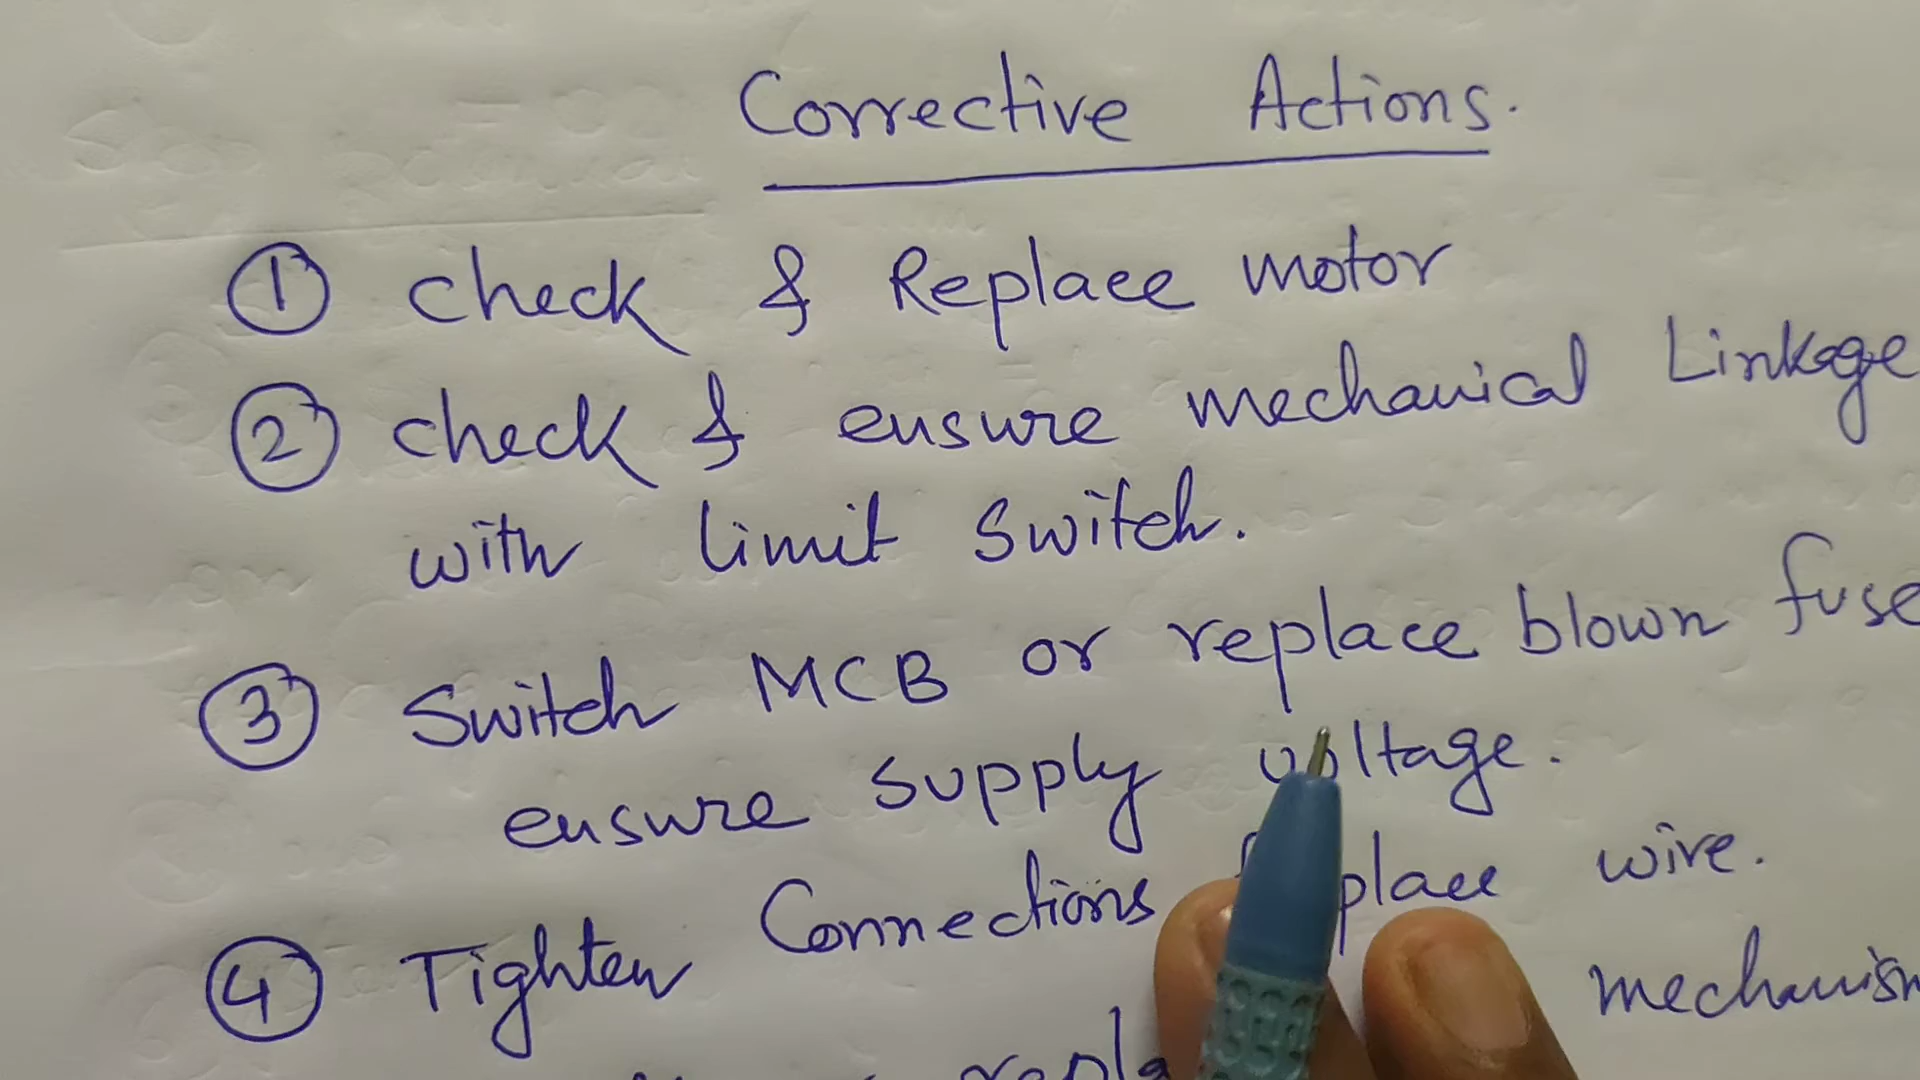 Corrective Actions.
① check & Replace motor
② check & ensure mechanical Linkage
with limit switch.
③ Switch MCB or replace blown fuse
ensure supply voltage.
④ Tighten Connections place wire.
mechanism